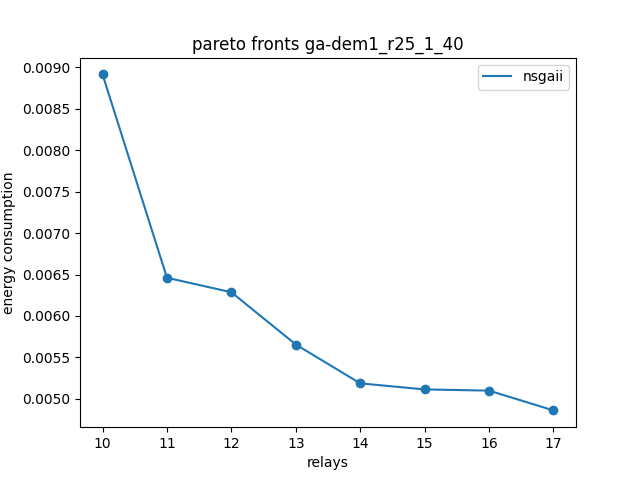 pareto fronts ga-dem1_r25_1_40
nsgaii
energy consumption
0.0090
0.0085
0.0080
0.0075
0.0070
0.0065
0.0060
0.0055
0.0050
10 11 12 13 14 15 16 17
relays